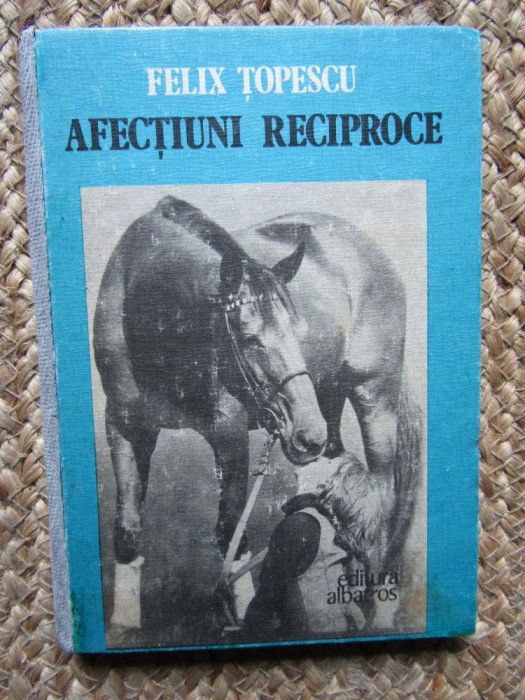 FELIX ȚOPESCU
AFECȚIUNI RECIPROCE
editura
albatros